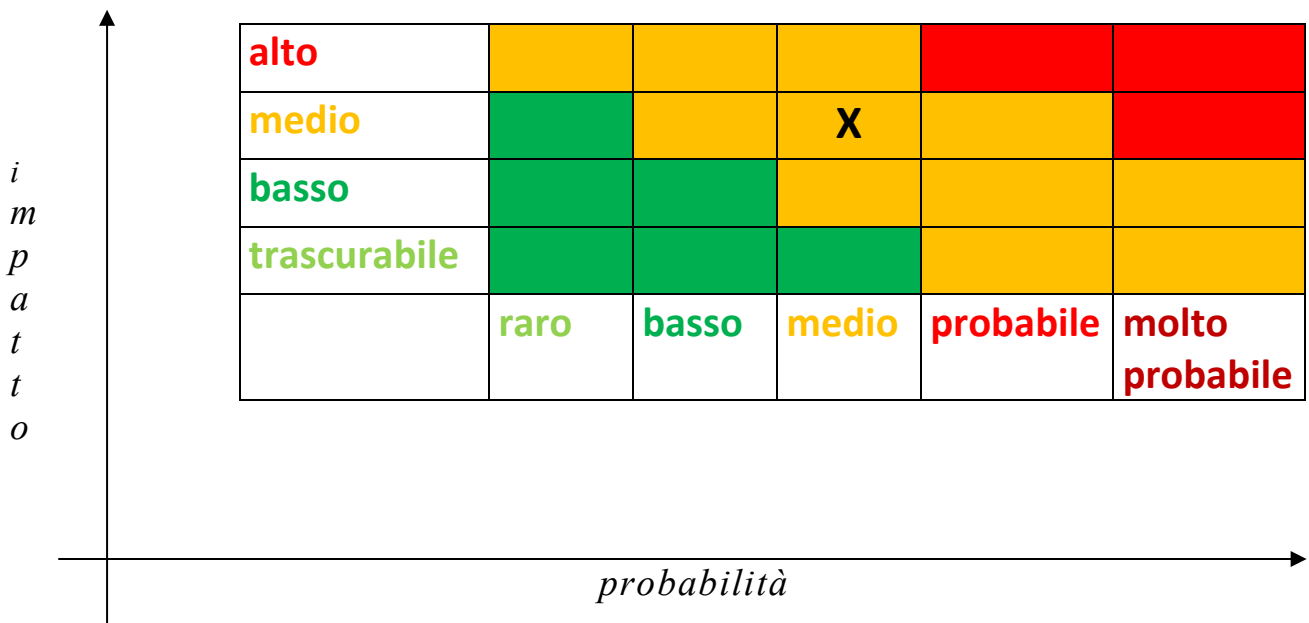 alto
medio X
basso
trascurabile
raro basso medio probabile molto
probabile
i
m
p
a
t
t
o
probabilità